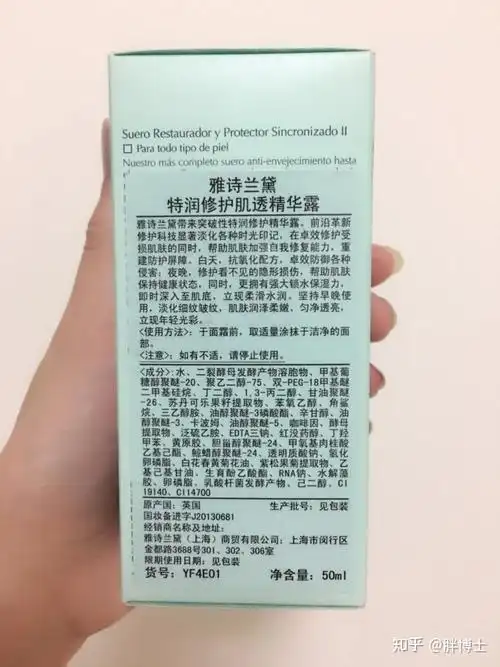 Suero Restaurador y Protector Sincronizado II
□ Para todo tipo de piel
Nuestro más completo suero anti-envejecimiento hasta
雅诗兰黛
特润修护肌透精华露
雅诗兰黛带来突破性特润修护精华露。前沿革新
修护科技显著淡化各种时光印记，在卓效修护受
损肌肤的同时，帮助肌肤加强自我修复能力，重
建防护屏障。白天，抗氧化配方，卓效防御各种
侵害；夜晚，修护看不见的隐形损伤，帮助肌肤
保持健康状态，同时，更拥有强大锁水保湿力，
即时深入至肌底，立现柔滑水润。坚持早晚使
用，淡化细纹皱纹，肌肤润泽柔嫩、匀净透亮，
立现年轻光彩。
<使用方法>：于面霜前，取适量涂抹于洁净的面
部。
<注意>：如有不适，请停止使用。
<成分>：水、二裂酵母发酵产物溶胞物、甲基葡
糖醇聚醚-20、聚乙二醇-75、双-PEG-18甲基醚
二甲基硅烷、丁二醇、1,3-丙二醇、甘油聚醚
-26、苏丹可乐果籽提取物、苯氧乙醇、角鲨
烷、三乙醇胺、油醇聚醚-3磷酸酯、辛甘醇、油
醇聚醚-3、卡波姆、油醇聚醚-5、咖啡因、酵母
提取物、泛硫乙胺、EDTA三钠、红没药醇、丁羟
甲苯、黄原胶、胆甾醇聚醚-24、甲氧基肉桂酸
乙基己酯、鲸蜡醇聚醚-24、透明质酸钠、氢化
卵磷脂、白花春黄菊花油、紫松果菊提取物、乙
基己基甘油、生育酚乙酸酯、RNA钠、水解藻
胶、卵磷脂、乳酸杆菌发酵产物、己二醇、CI
19140、CI14700
原产国：英国 生产批号：见包装
国妆备进字J20130681
经销商名称及地址：
雅诗兰黛（上海）商贸有限公司：上海市闵行区
金都路3688号301、302、306室
限期使用日期：见包装
货号：YF4E01 净含量：50ml
知乎 @胖博士